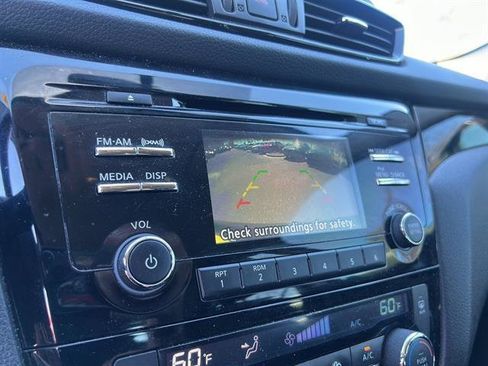 FM-AM
MEDIA DISP
VOL
Check surroundings for safety.
RPT RDM
1 2 3 4 5 6
60°F A/C 60°F
A/C
PUSH